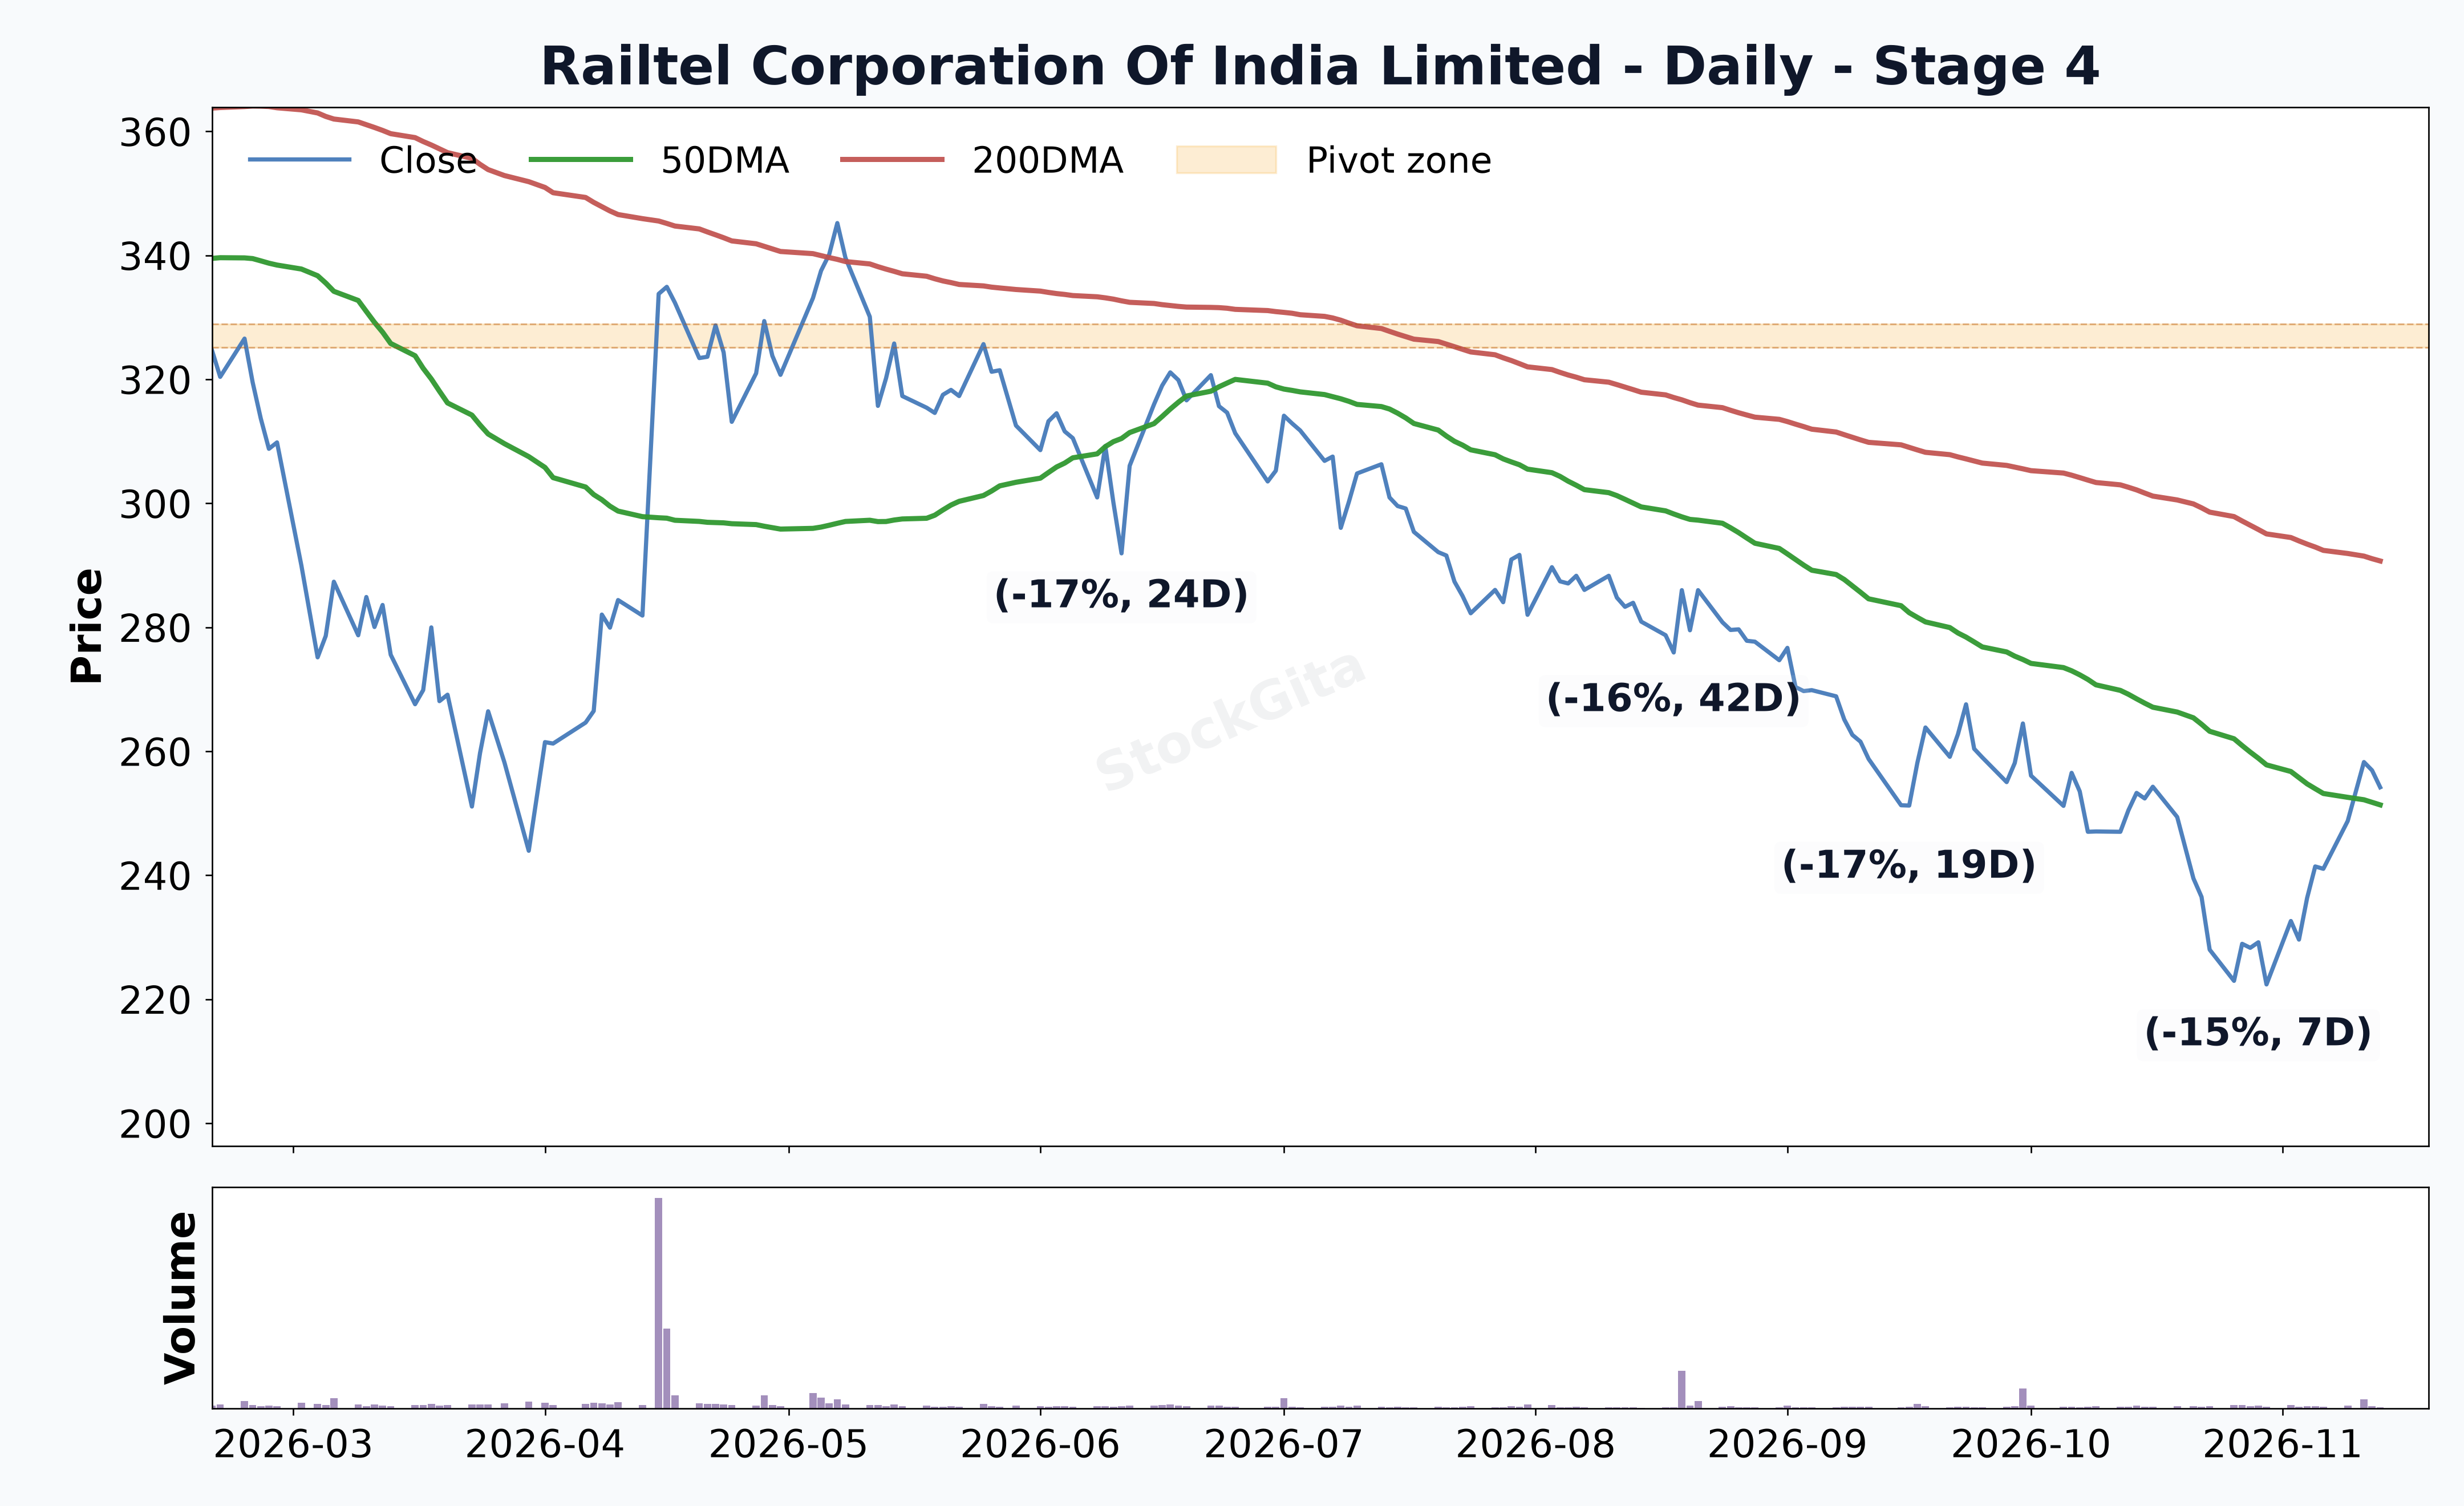 Railtel Corporation Of India Limited - Daily - Stage 4
Close 50DMA 200DMA Pivot zone
Price
360
340
320
300
280
260
240
220
200
(-17%, 24D)
(-16%, 42D)
(-17%, 19D)
(-15%, 7D)
StockGita
Volume
2026-03 2026-04 2026-05 2026-06 2026-07 2026-08 2026-09 2026-10 2026-11